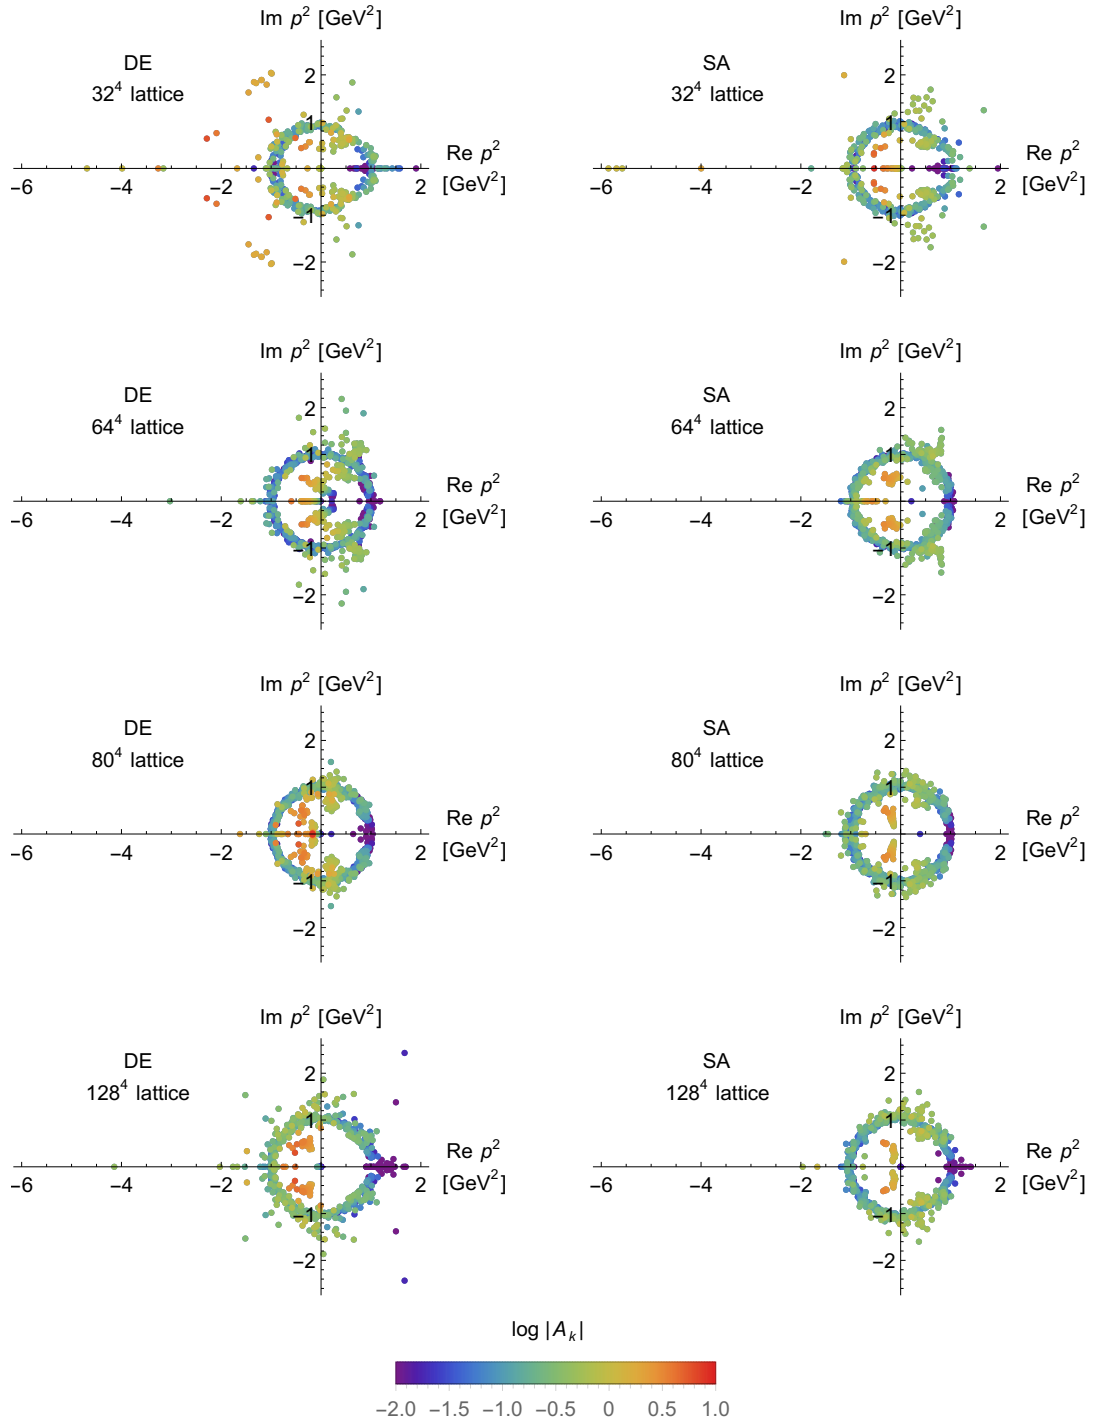 Im p² [GeV²]
Im p² [GeV²]
DE
32⁴ lattice
2
1
−1
−2
−6 −4 −2 2
Re p²
[GeV²]
SA
32⁴ lattice
2
1
−1
−2
−6 −4 −2 2
Re p²
[GeV²]
Im p² [GeV²]
Im p² [GeV²]
DE
64⁴ lattice
2
1
−1
−2
−6 −4 −2 2
Re p²
[GeV²]
SA
64⁴ lattice
2
1
−1
−2
−6 −4 −2 2
Re p²
[GeV²]
Im p² [GeV²]
Im p² [GeV²]
DE
80⁴ lattice
2
1
−1
−2
−6 −4 −2 2
Re p²
[GeV²]
SA
80⁴ lattice
2
1
−1
−2
−6 −4 −2 2
Re p²
[GeV²]
Im p² [GeV²]
Im p² [GeV²]
DE
128⁴ lattice
2
1
−1
−2
−6 −4 −2 2
Re p²
[GeV²]
SA
128⁴ lattice
2
1
−1
−2
−6 −4 −2 2
Re p²
[GeV²]
log |Aₖ|
−2.0 −1.5 −1.0 −0.5 0 0.5 1.0